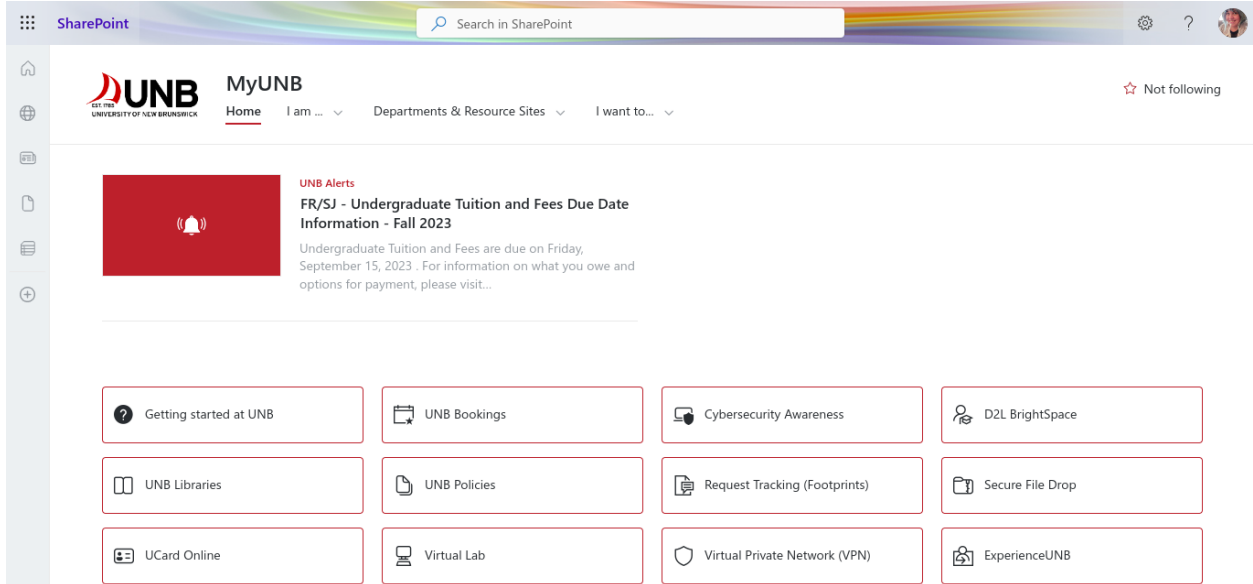 SharePoint
Search in SharePoint
?
UNB
EST. 1785
UNIVERSITY OF NEW BRUNSWICK
MyUNB
Home I am ... Departments & Resource Sites I want to...
Not following
UNB Alerts
FR/SJ - Undergraduate Tuition and Fees Due Date
Information - Fall 2023
Undergraduate Tuition and Fees are due on Friday,
September 15, 2023 . For information on what you owe and
options for payment, please visit...
? Getting started at UNB
UNB Bookings
Cybersecurity Awareness
D2L BrightSpace
UNB Libraries
UNB Policies
Request Tracking (Footprints)
Secure File Drop
UCard Online
Virtual Lab
Virtual Private Network (VPN)
ExperienceUNB